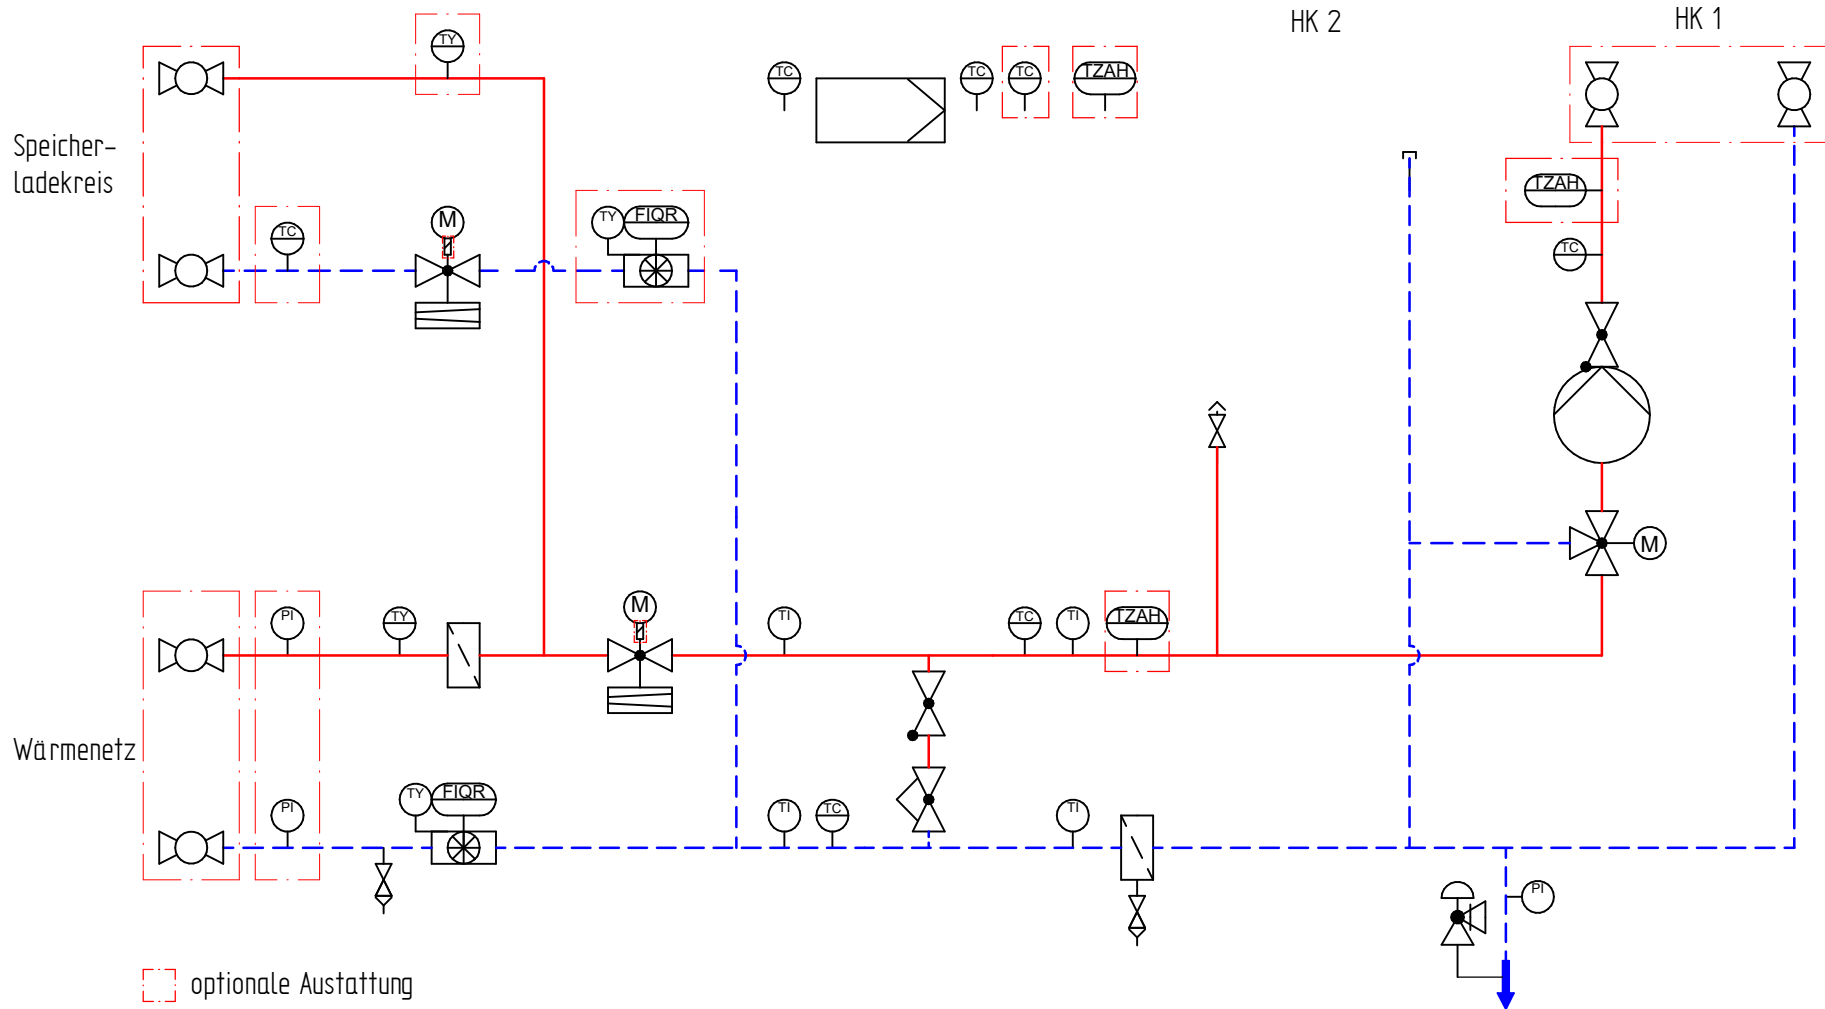 HK 2
HK 1
TY
TC
TC
TC
TZAH
Speicher-
ladekreis
TZAH
TC
M
TY
FIQR
TC
M
M
PI
TY
TI
TC
TI
TZAH
Wärmenetz
PI
TY
FIQR
TI
TC
TI
PI
optionale Austattung